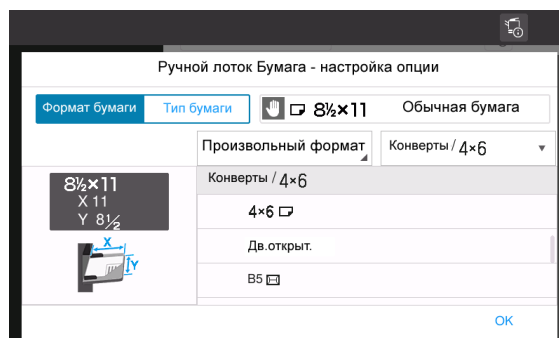 Ручной лоток Бумага - настройка опции
Формат бумаги Тип бумаги 8½×11 Обычная бумага
Произвольный формат Конверты / 4×6
8½×11
X 11
Y 8½
X
Y
Конверты / 4×6
4×6
Дв.открыт.
B5
OK